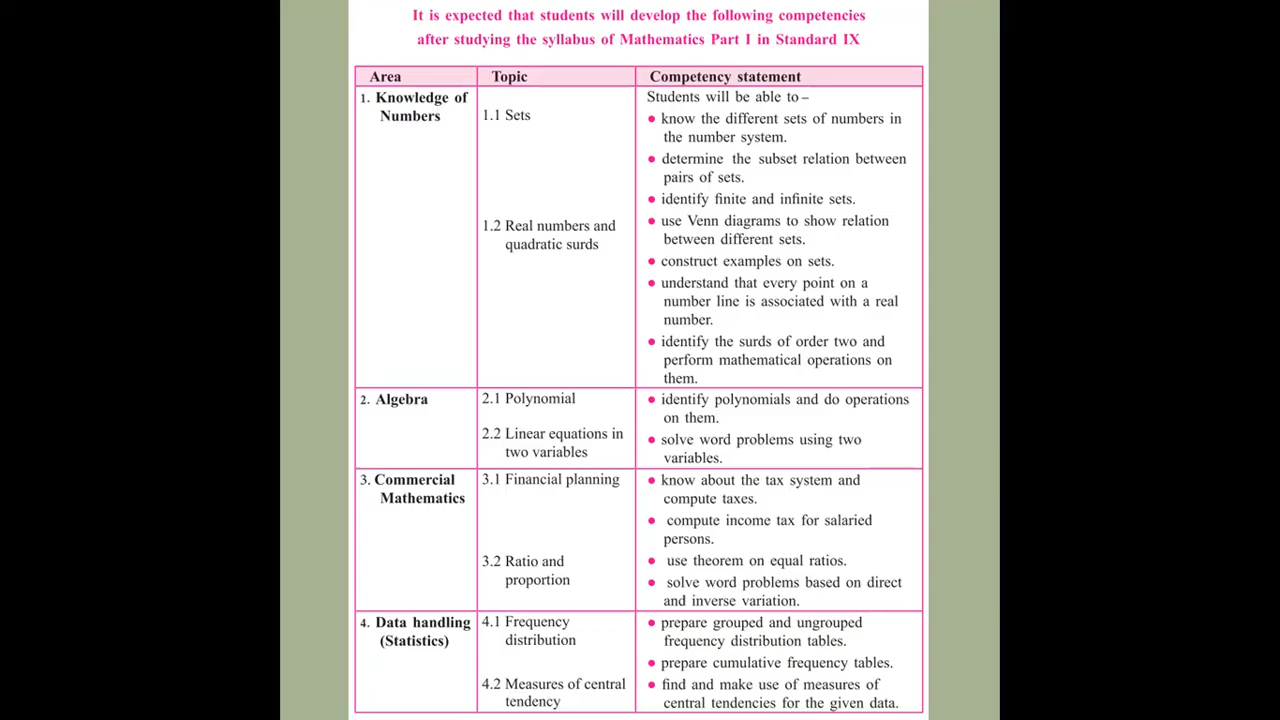 It is expected that students will develop the following competencies
after studying the syllabus of Mathematics Part I in Standard IX
Area
Topic
Competency statement
1. Knowledge of
Numbers
1.1 Sets
1.2 Real numbers and
quadratic surds
Students will be able to –
• know the different sets of numbers in
the number system.
• determine the subset relation between
pairs of sets.
• identify finite and infinite sets.
• use Venn diagrams to show relation
between different sets.
• construct examples on sets.
• understand that every point on a
number line is associated with a real
number.
• identify the surds of order two and
perform mathematical operations on
them.
2. Algebra
2.1 Polynomial
2.2 Linear equations in
two variables
• identify polynomials and do operations
on them.
• solve word problems using two
variables.
3. Commercial
Mathematics
3.1 Financial planning
3.2 Ratio and
proportion
• know about the tax system and
compute taxes.
• compute income tax for salaried
persons.
• use theorem on equal ratios.
• solve word problems based on direct
and inverse variation.
4. Data handling
(Statistics)
4.1 Frequency
distribution
4.2 Measures of central
tendency
• prepare grouped and ungrouped
frequency distribution tables.
• prepare cumulative frequency tables.
• find and make use of measures of
central tendencies for the given data.